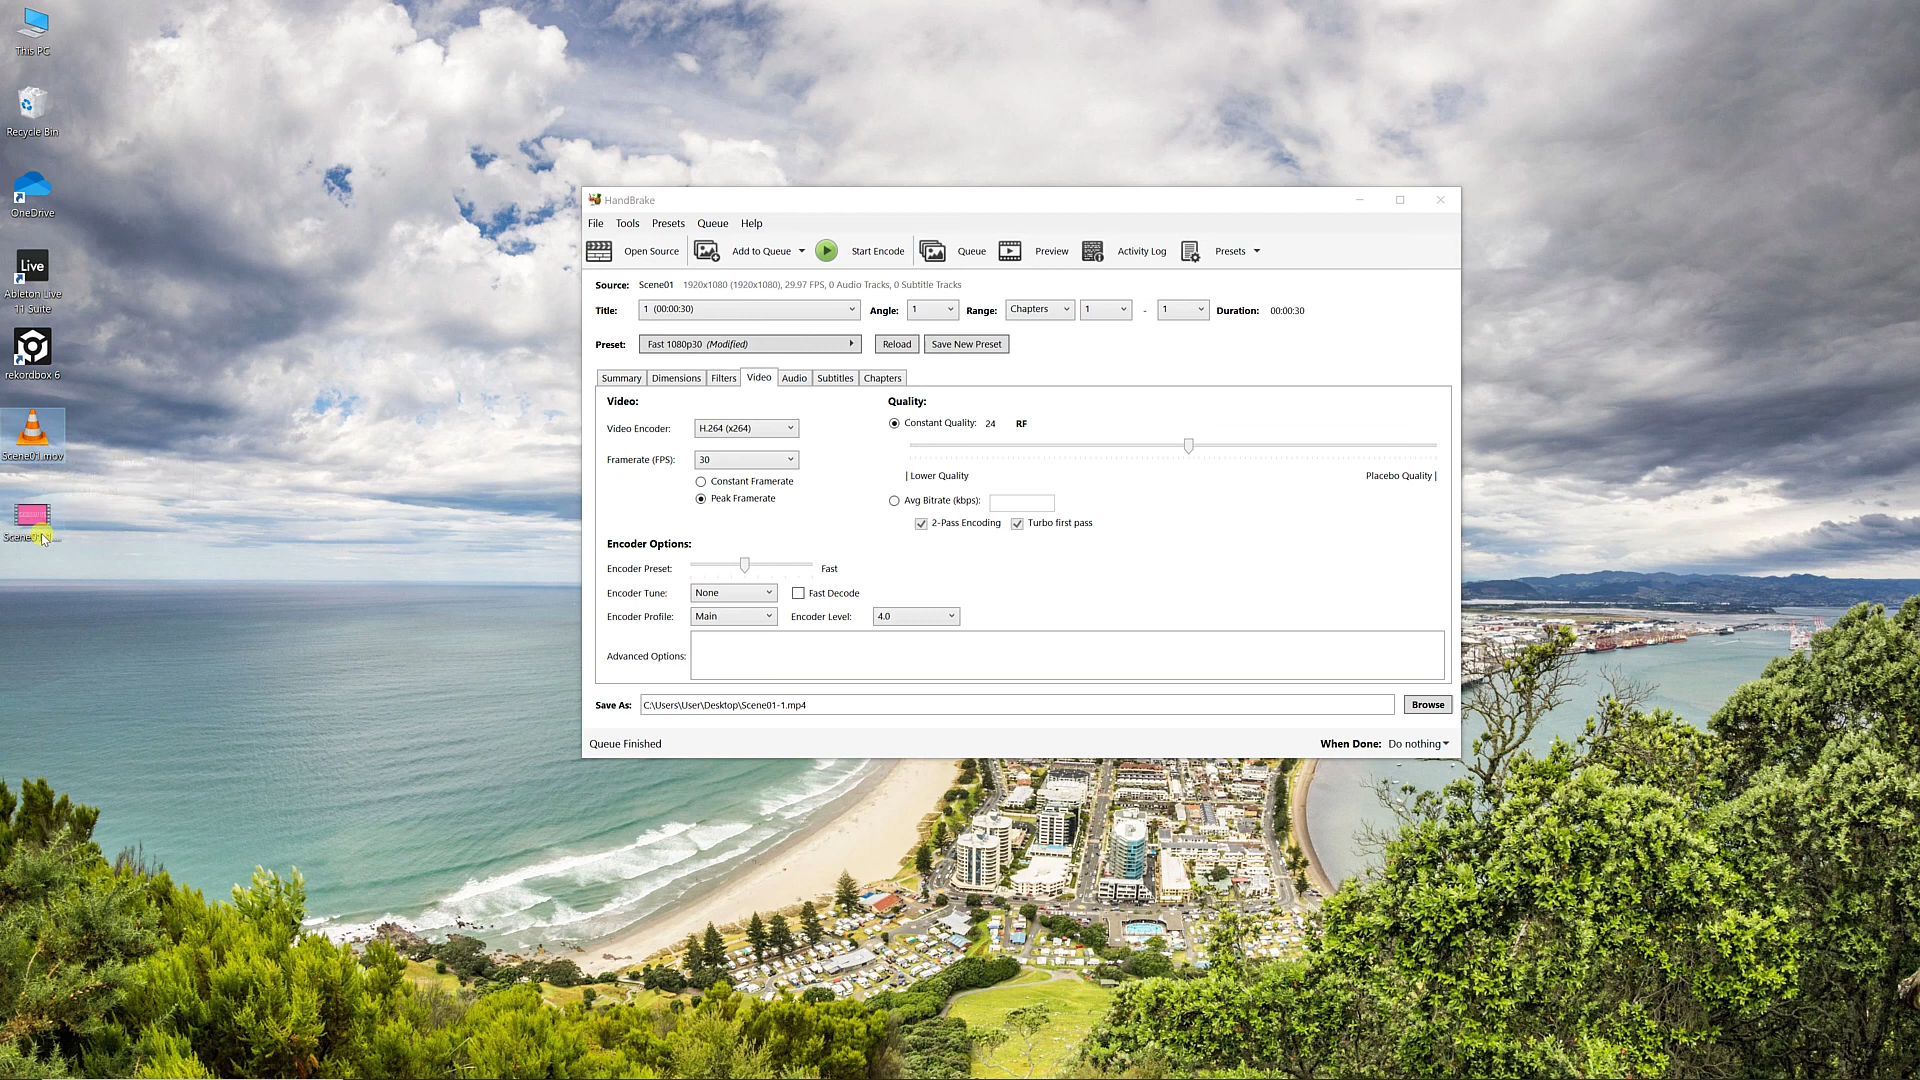 This PC
Recycle Bin
OneDrive
Live
Ableton Live
11 Suite
rekordbox 6
Scene01.mov
HandBrake
File Tools Presets Queue Help
Open Source Add to Queue Start Encode Queue Preview Activity Log Presets
Source: Scene01 1920x1080 (1920x1080), 29.97 FPS, 0 Audio Tracks, 0 Subtitle Tracks
Title: 1 (00:00:30) Angle: 1 Range: Chapters 1 - 1 Duration: 00:00:30
Preset: Fast 1080p30 (Modified) Reload Save New Preset
Summary Dimensions Filters Video Audio Subtitles Chapters
Video: Quality:
Constant Quality: 24 RF
Video Encoder: H.264 (x264)
Framerate (FPS): 30
Constant Framerate
Peak Framerate
| Lower Quality Placebo Quality |
Avg Bitrate (kbps):
2-Pass Encoding Turbo first pass
Encoder Options:
Encoder Preset: Fast
Encoder Tune: None Fast Decode
Encoder Profile: Main Encoder Level: 4.0
Advanced Options:
Save As: C:\Users\User\Desktop\Scene01-1.mp4 Browse
Queue Finished When Done: Do nothing